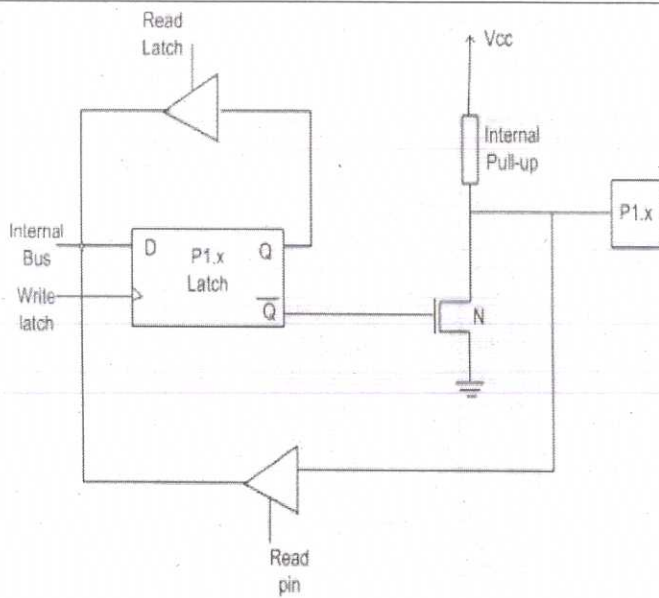 Read
Latch
Vcc
Internal
Pull-up
P1.x
Internal
Bus
D
P1.x
Latch
Q
Write
latch
Q
N
Read
pin